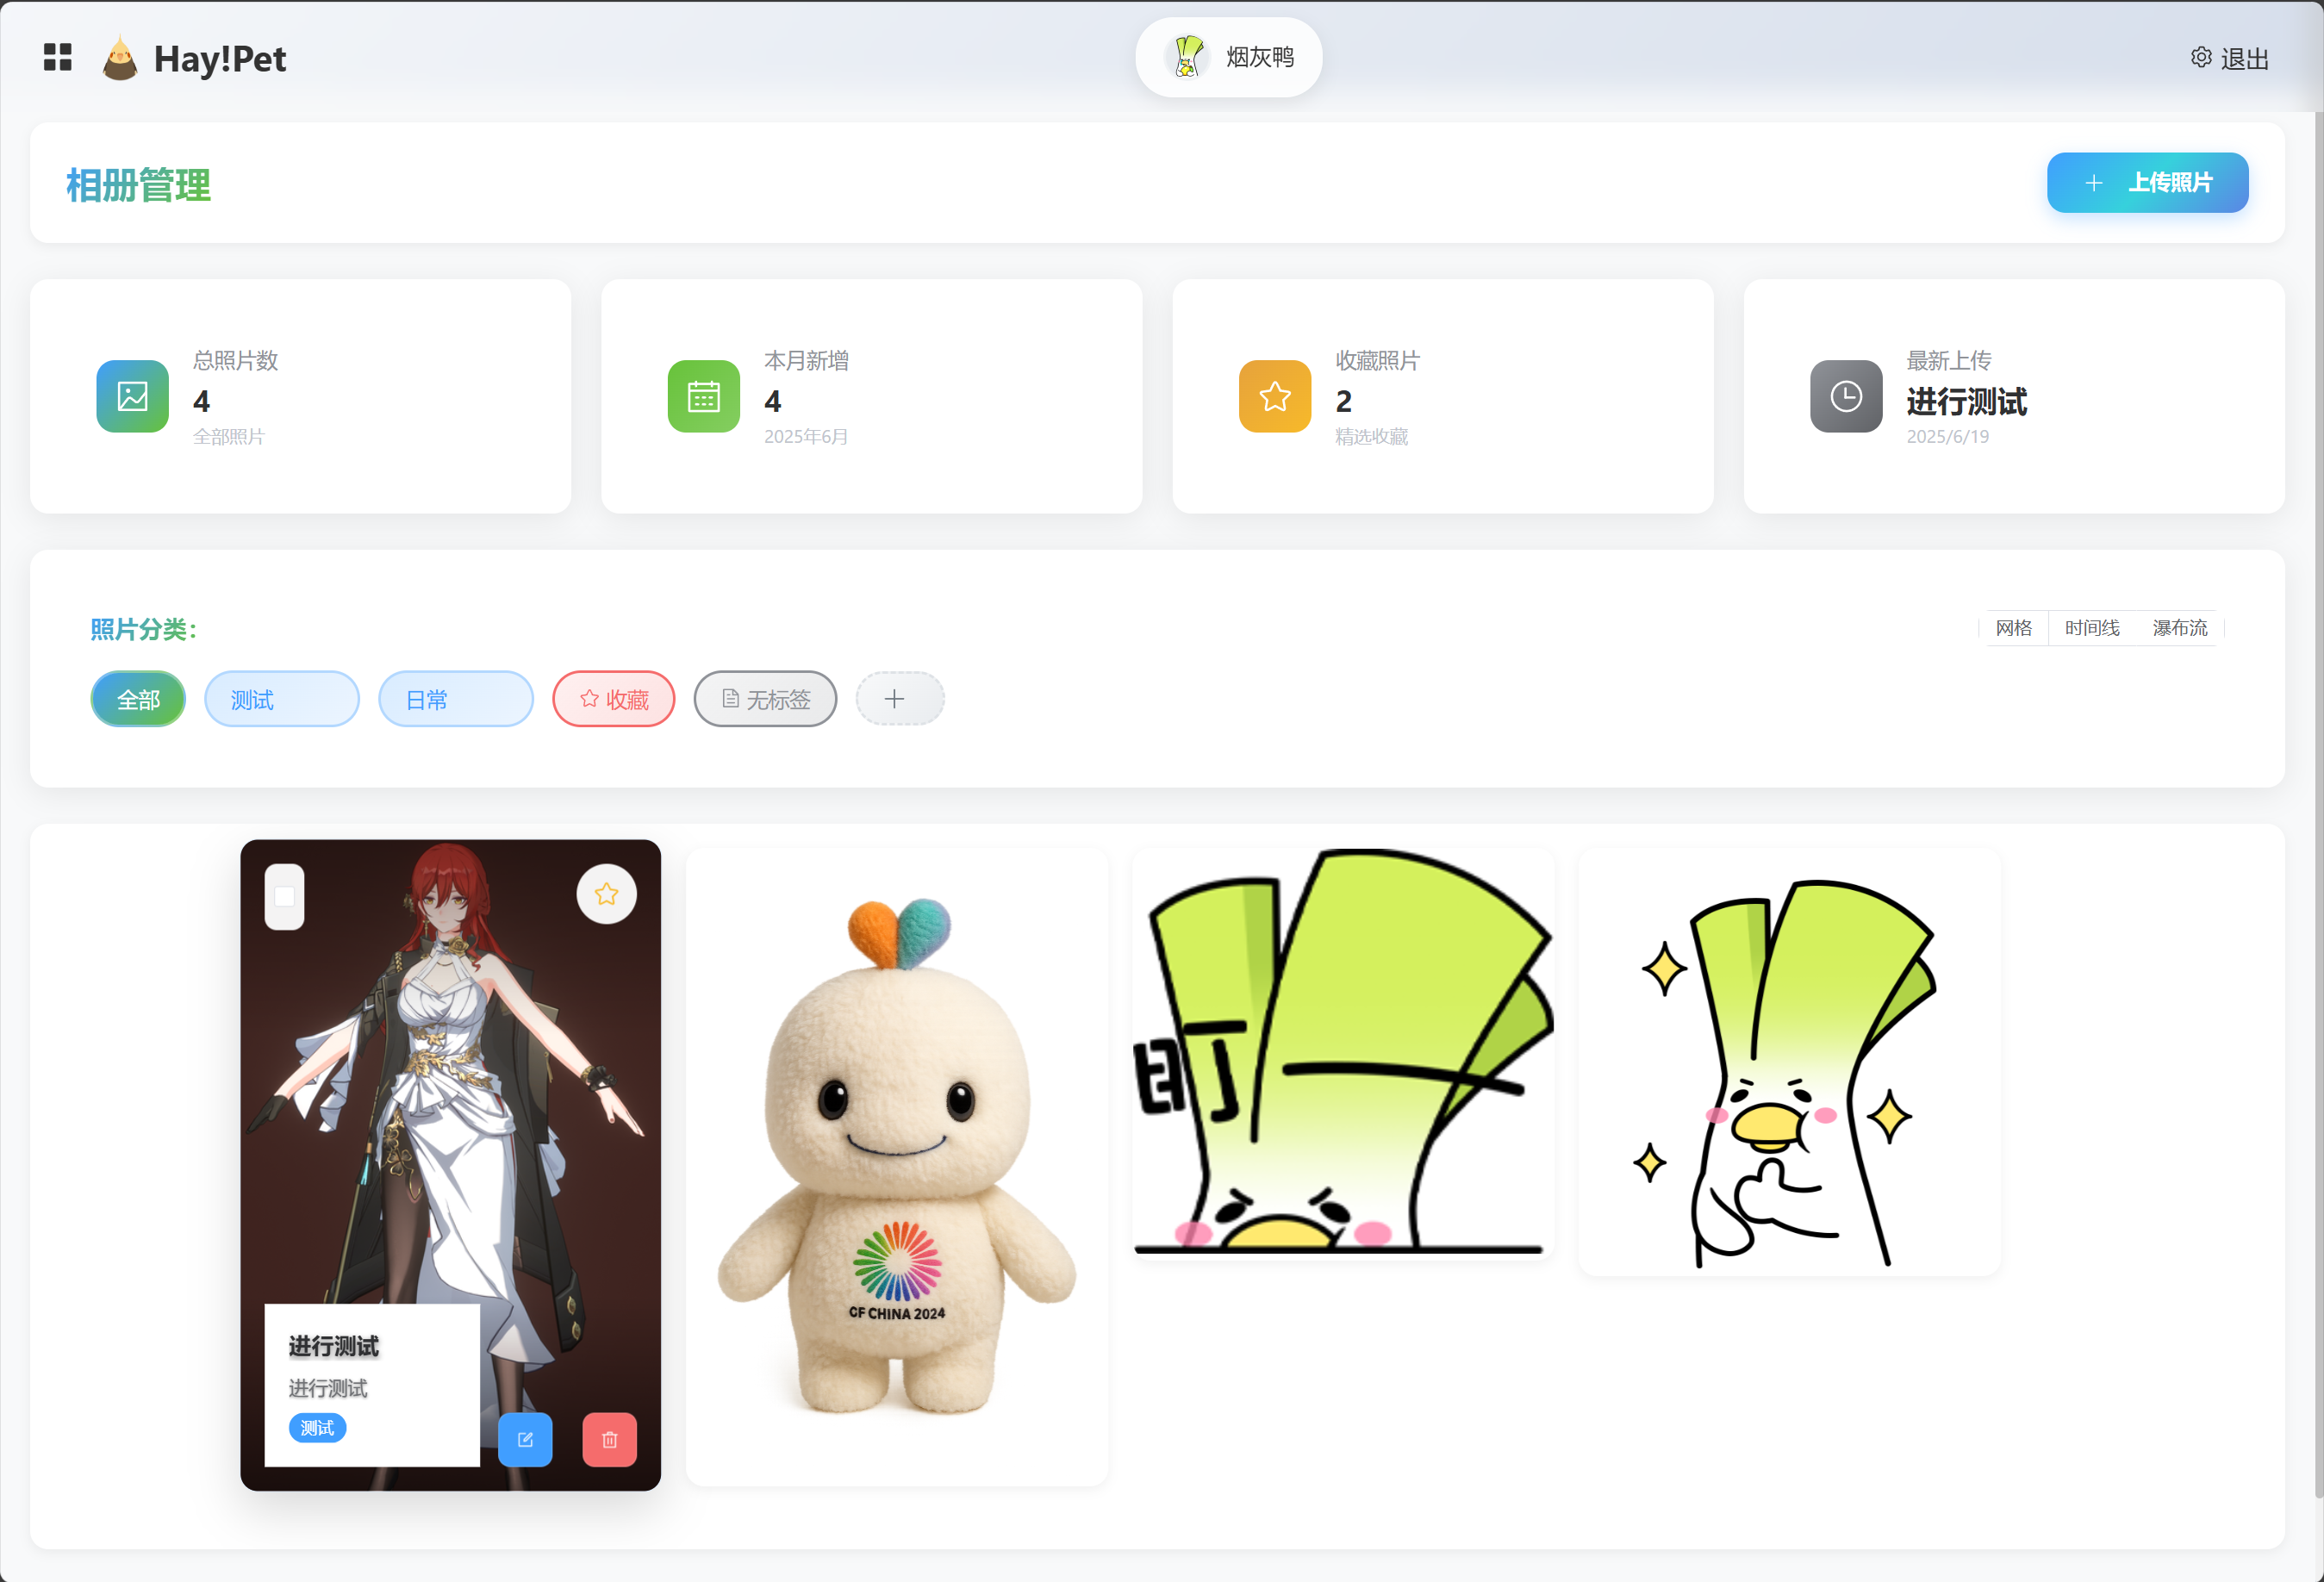 Hay!Pet
烟灰鸭
退出
相册管理
上传照片
总照片数
4
全部照片
本月新增
4
2025年6月
收藏照片
2
精选收藏
最新上传
进行测试
2025/6/19
照片分类：
网格 时间线 瀑布流
全部 测试 日常 收藏 无标签
盯
GF CHINA 2024
进行测试
进行测试
测试